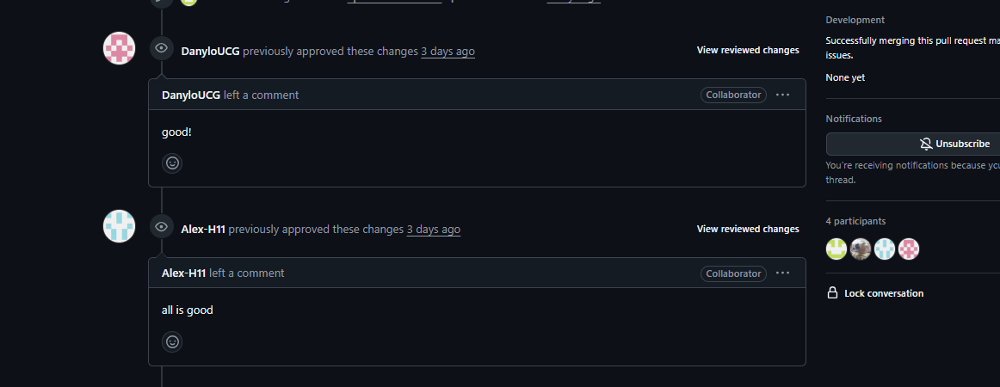 DanyloUCG previously approved these changes 3 days ago
View reviewed changes
DanyloUCG left a comment
Collaborator
good!
Alex-H11 previously approved these changes 3 days ago
View reviewed changes
Alex-H11 left a comment
Collaborator
all is good
Development
Successfully merging this pull request ma
issues.
None yet
Notifications
Unsubscribe
You're receiving notifications because you
thread.
4 participants
Lock conversation